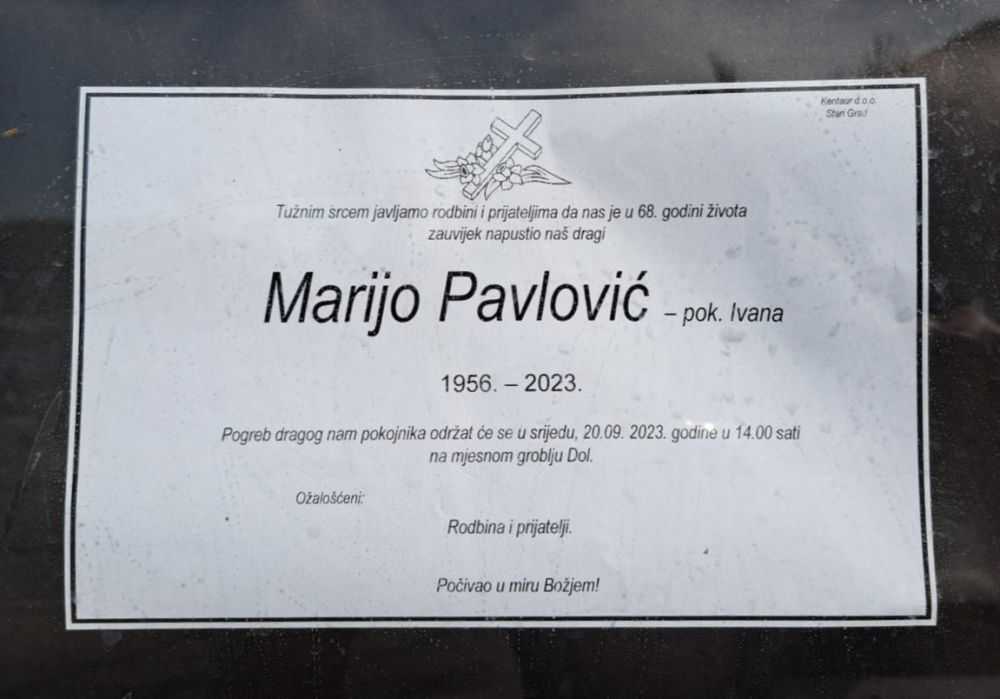 Kentaur d.o.o.
Stari Grad
Tužnim srcem javljamo rodbini i prijateljima da nas je u 68. godini života
zauvijek napustio naš dragi
Marijo Pavlović – pok. Ivana
1956. – 2023.
Pogreb dragog nam pokojnika održat će se u srijedu, 20.09. 2023. godine u 14.00 sati
na mjesnom groblju Dol.
Ožalošćeni:
Rodbina i prijatelji.
Počivao u miru Božjem!